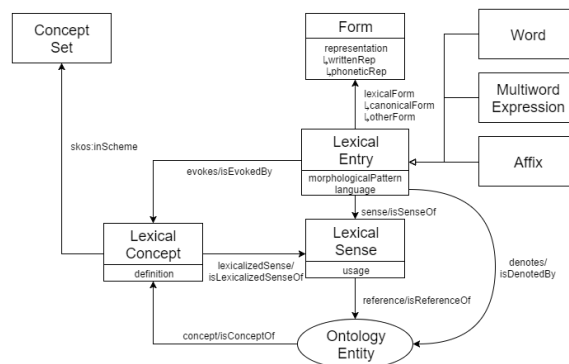 Concept
Set
Form
representation
↳writtenRep
↳phoneticRep
Word
lexicalForm
↳canonicalForm
↳otherForm
Multiword
Expression
skos:inScheme
Lexical
Entry
Affix
evokes/isEvokedBy
morphologicalPattern
language
sense/isSenseOf
Lexical
Concept
definition
lexicalizedSense/
isLexicalizedSenseOf
Lexical
Sense
usage
denotes/
isDenotedBy
reference/isReferenceOf
concept/isConceptOf
Ontology
Entity